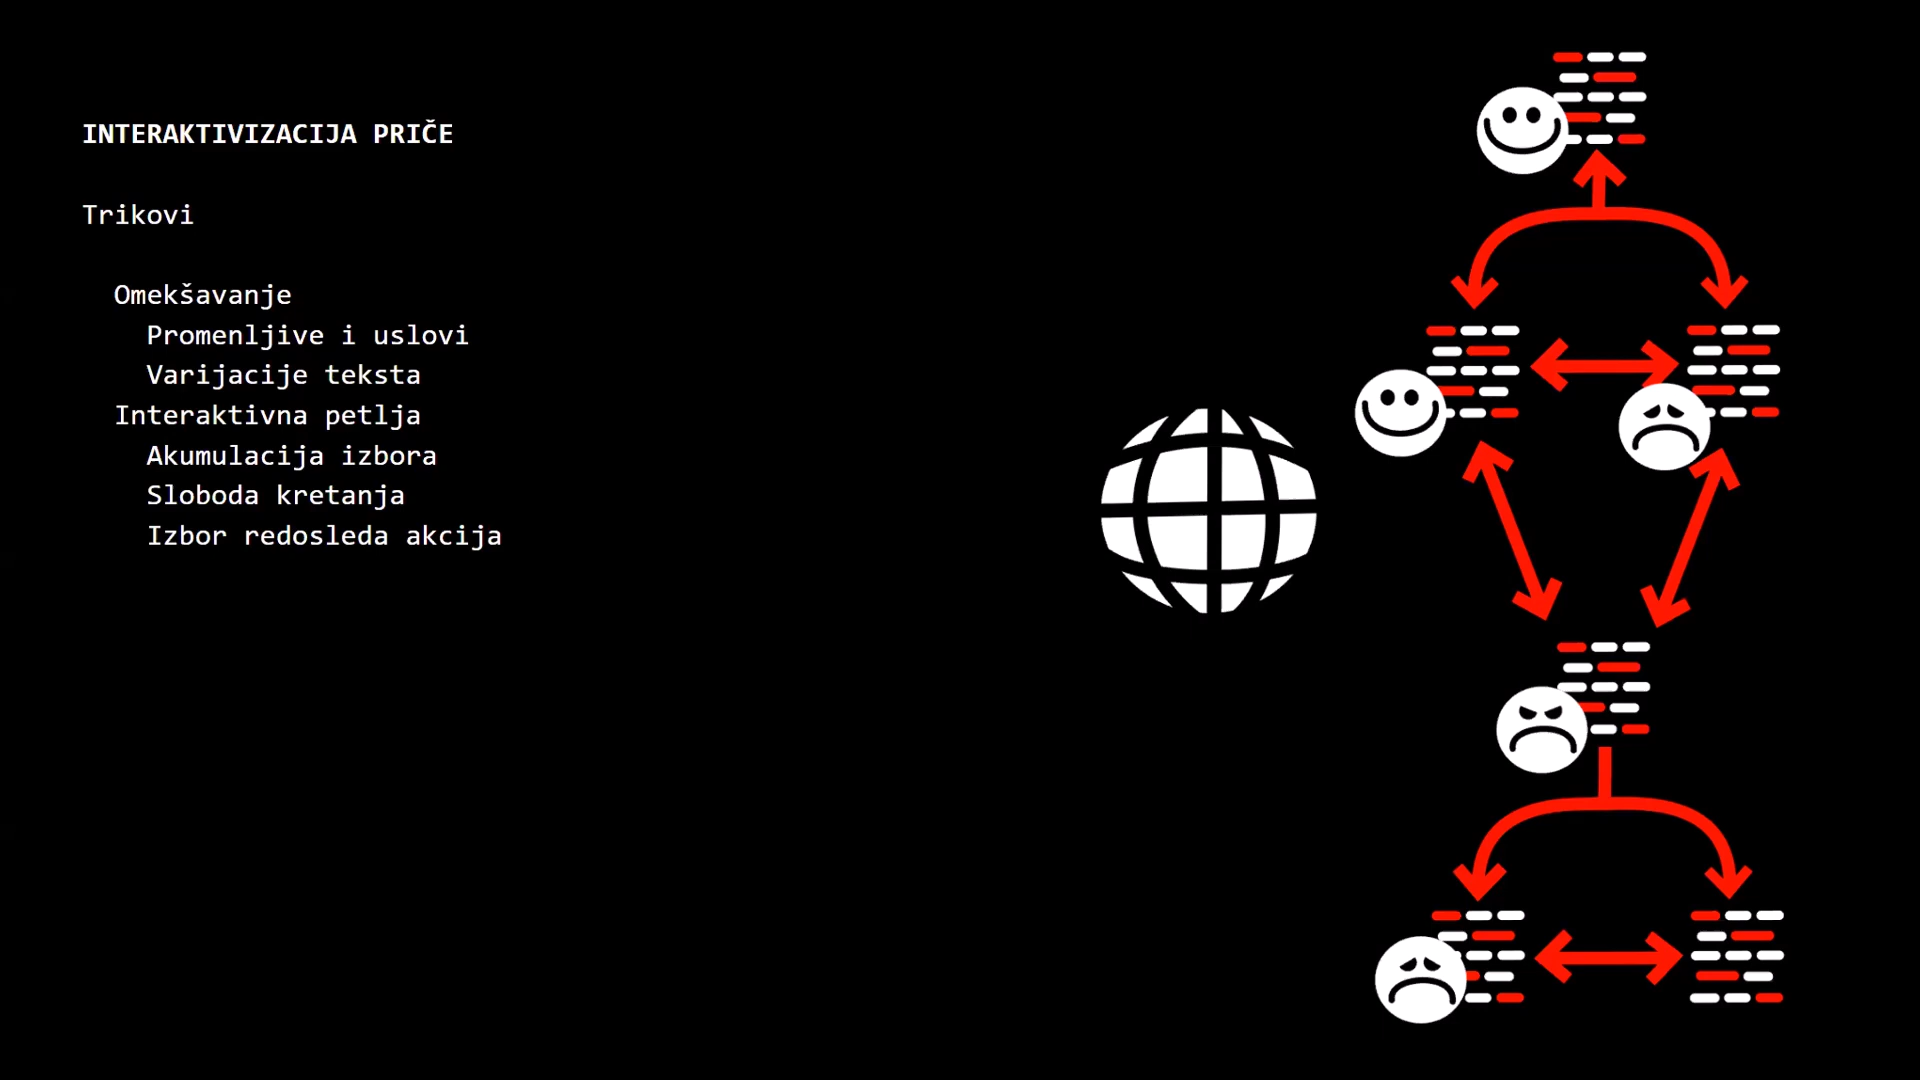 INTERAKTIVIZACIJA PRIČE
Trikovi
Omekšavanje
Promenljive i uslovi
Varijacije teksta
Interaktivna petlja
Akumulacija izbora
Sloboda kretanja
Izbor redosleda akcija